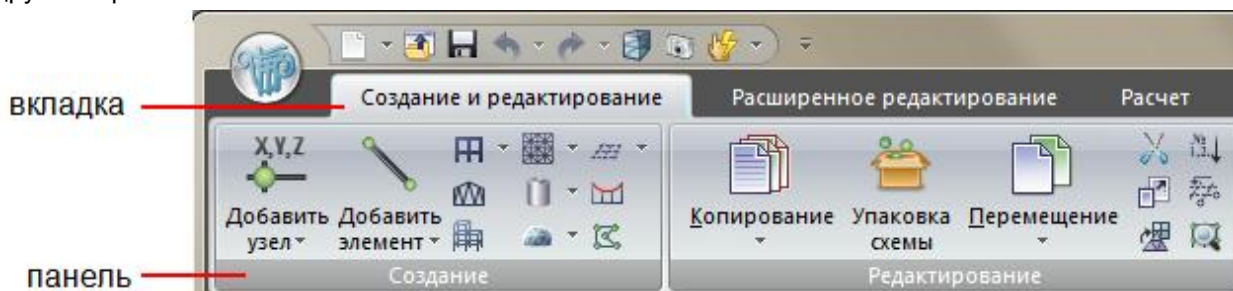 вкладка
Создание и редактирование
Расширенное редактирование
Расчет
X,Y,Z
Добавить узел
Добавить элемент
Копирование
Упаковка схемы
Перемещение
панель
Создание
Редактирование